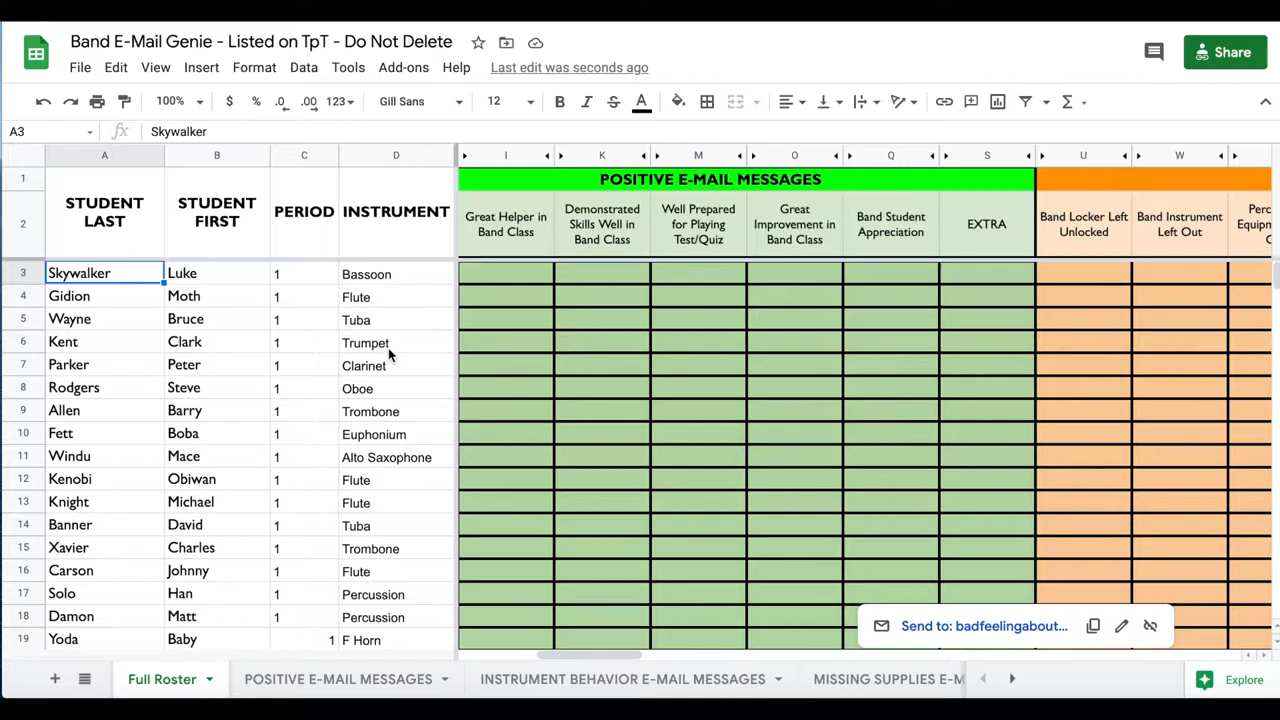 Band E-Mail Genie - Listed on TpT - Do Not Delete
Share
File Edit View Insert Format Data Tools Add-ons Help Last edit was seconds ago
100% $ % .0 .00 123 Gill Sans 12 B I S A
A3 fx Skywalker
A B C D I K M O Q S U W
1 POSITIVE E-MAIL MESSAGES
2 STUDENT LAST STUDENT FIRST PERIOD INSTRUMENT Great Helper in Band Class Demonstrated Skills Well in Band Class Well Prepared for Playing Test/Quiz Great Improvement in Band Class Band Student Appreciation EXTRA Band Locker Left Unlocked Band Instrument Left Out Perc Equipm C
3 Skywalker Luke 1 Bassoon
4 Gidion Moth 1 Flute
5 Wayne Bruce 1 Tuba
6 Kent Clark 1 Trumpet
7 Parker Peter 1 Clarinet
8 Rodgers Steve 1 Oboe
9 Allen Barry 1 Trombone
10 Fett Boba 1 Euphonium
11 Windu Mace 1 Alto Saxophone
12 Kenobi Obiwan 1 Flute
13 Knight Michael 1 Flute
14 Banner David 1 Tuba
15 Xavier Charles 1 Trombone
16 Carson Johnny 1 Flute
17 Solo Han 1 Percussion
18 Damon Matt 1 Percussion
19 Yoda Baby 1 F Horn
Send to: badfeelingabout...
Full Roster POSITIVE E-MAIL MESSAGES INSTRUMENT BEHAVIOR E-MAIL MESSAGES MISSING SUPPLIES E-M Explore